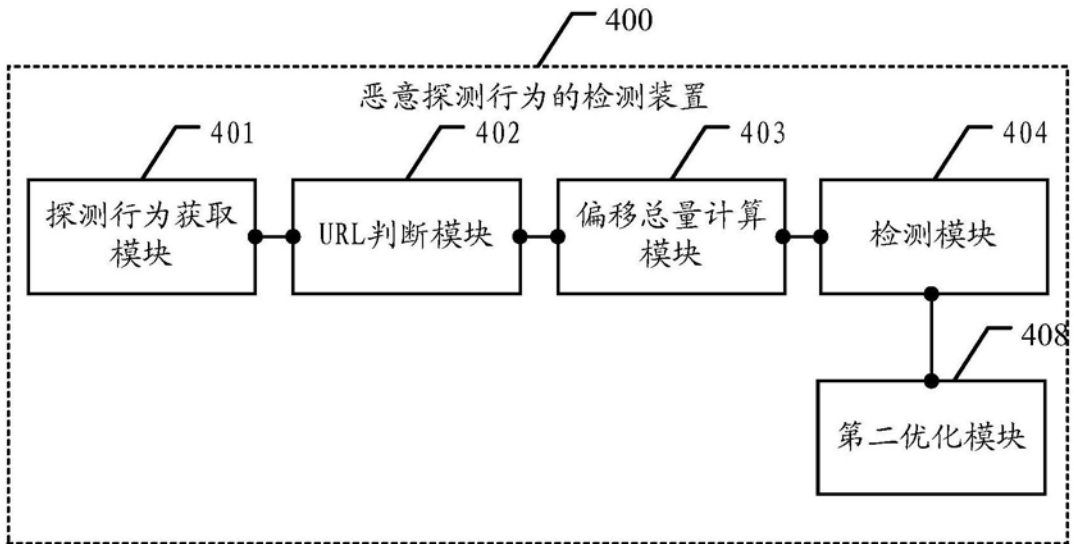 400
恶意探测行为的检测装置
401
402
403
404
探测行为获取
模块
URL判断模块
偏移总量计算
模块
检测模块
408
第二优化模块